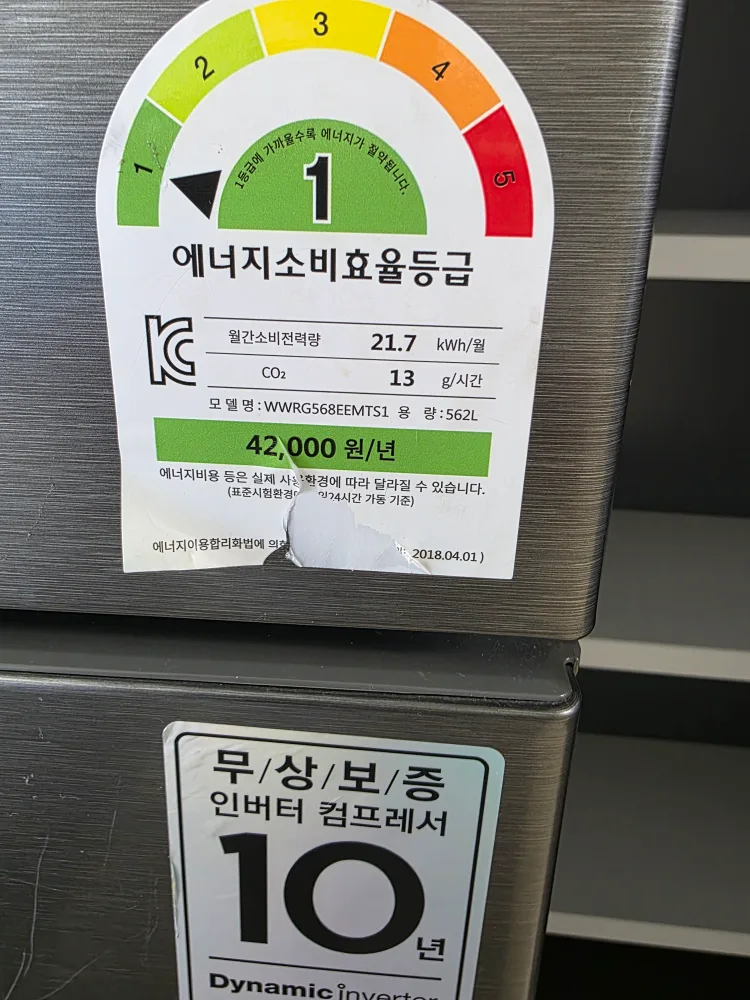 1 2 3 4 5
1등급에 가까울수록 에너지가 절약됩니다.
1
에너지소비효율등급
월간소비전력량 21.7 kWh/월
CO₂ 13 g/시간
모 델 명 : WWRG568EEMTS1 용 량 : 562L
42,000 원/년
에너지비용 등은 실제 사용환경에 따라 달라질 수 있습니다.
(표준시험환경 24시간 가동 기준)
에너지이용합리화법에 2018.04.01 )
무/상/보/증
인버터 컴프레서
10년
Dynamic inverter